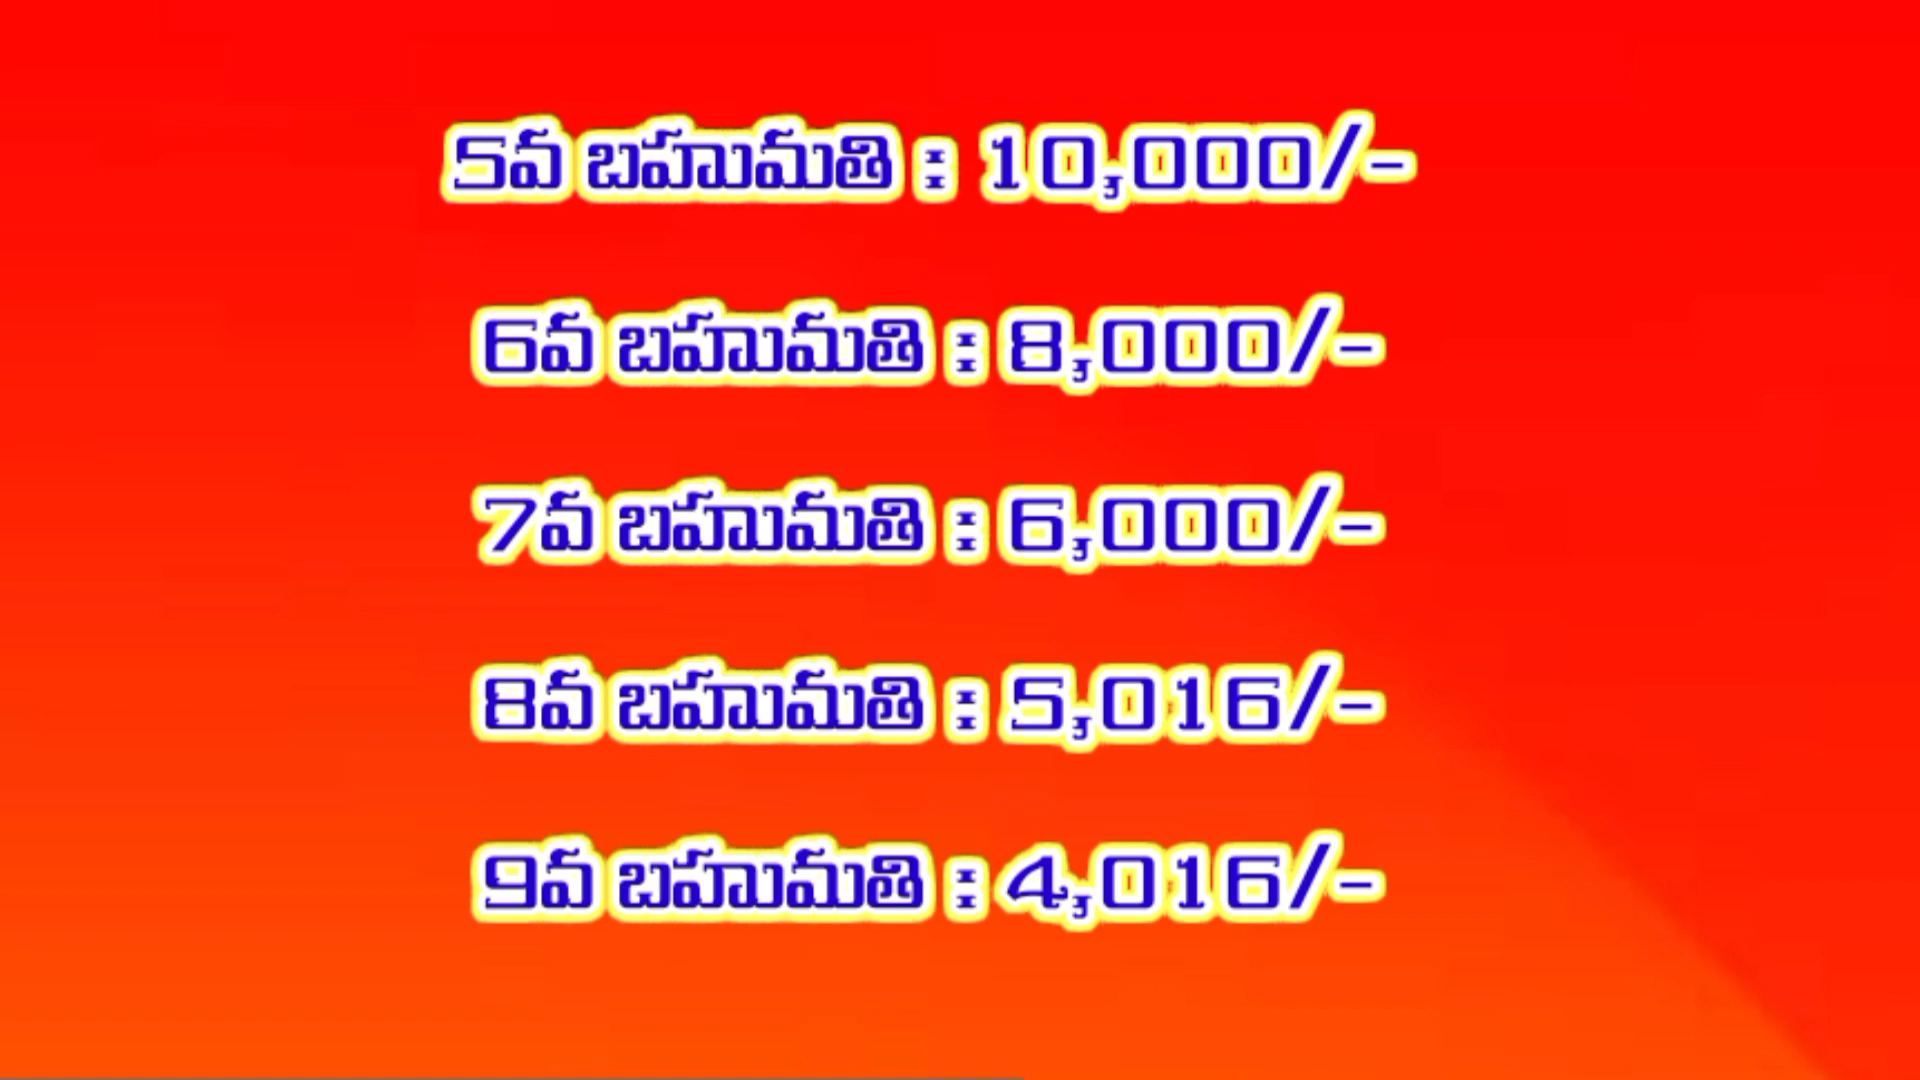 5వ బహుమతి : 10,000/-
6వ బహుమతి : 8,000/-
7వ బహుమతి : 6,000/-
8వ బహుమతి : 5,016/-
9వ బహుమతి : 4,016/-